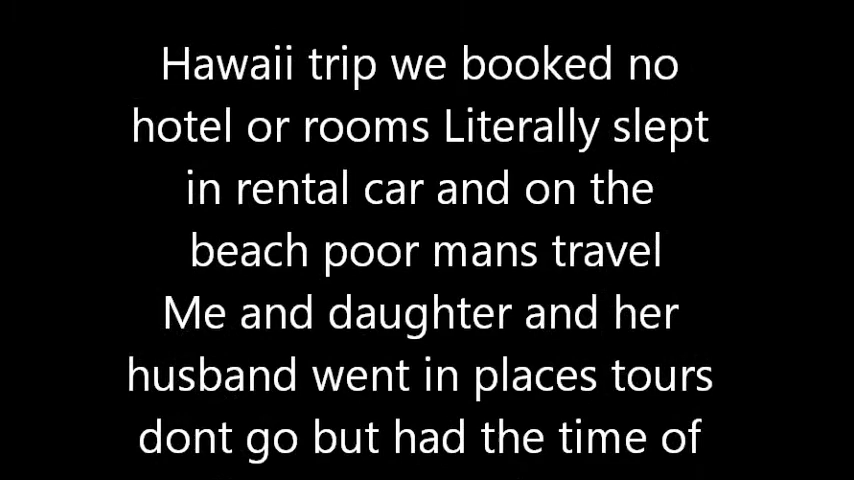 Hawaii trip we booked no
hotel or rooms Literally slept
in rental car and on the
beach poor mans travel
Me and daughter and her
husband went in places tours
dont go but had the time of